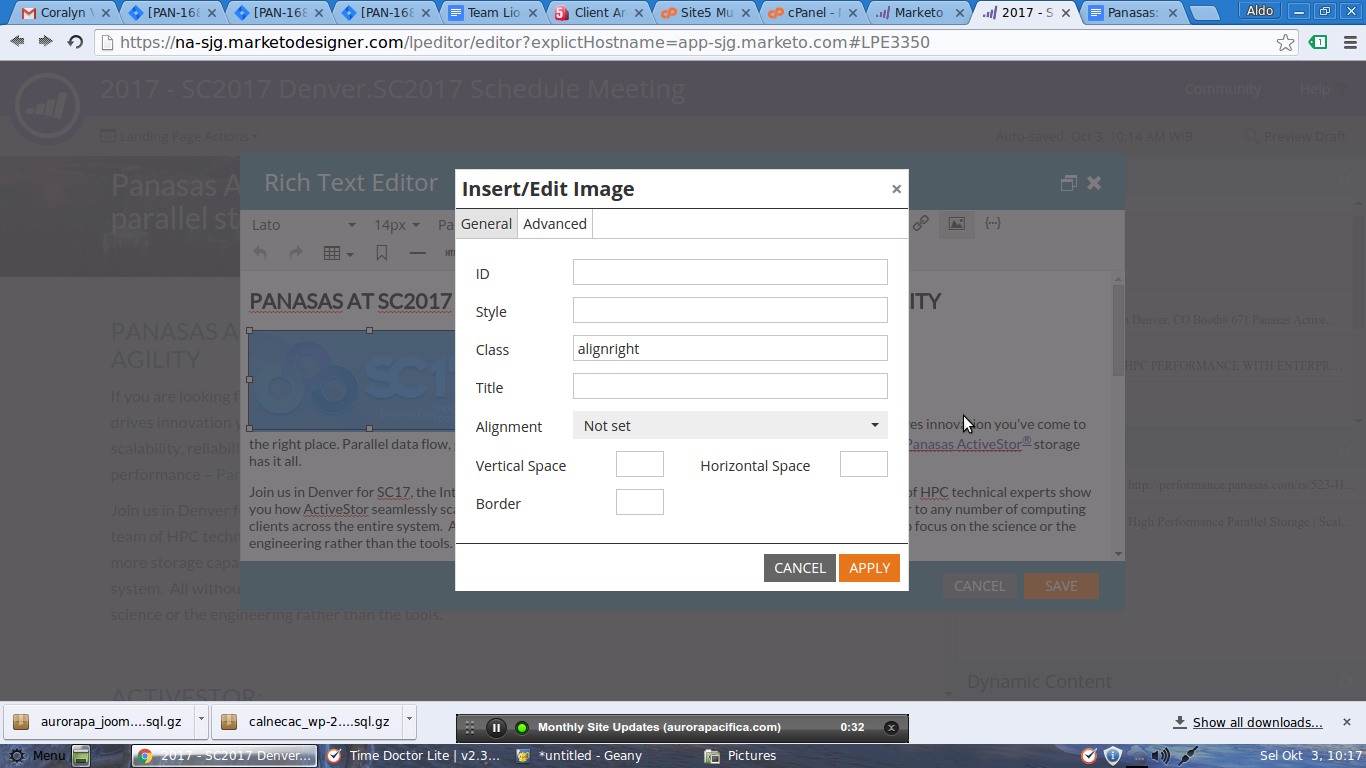 Coralyn V
[PAN-168
[PAN-168
[PAN-168
Team Lio
Client Ar
Site5 Mu
cPanel -
Marketo
2017 - S
Panasas:
Aldo
https://na-sjg.marketodesigner.com/lpeditor/editor?explictHostname=app-sjg.marketo.com#LPE3350
2017 - SC2017 Denver.SC2017 Schedule Meeting
Community
Help
Landing Page Actions
Auto-saved: Oct 3, 10:14 AM WIB
Preview Draft
Panasas A
parallel st
Rich Text Editor
Lato
14px
Pa
Insert/Edit Image
General
Advanced
ID
Style
Class
alignright
Title
Alignment
Not set
Vertical Space
Horizontal Space
Border
CANCEL
APPLY
PANASAS AT SC2017
ITY
SC17
the right place. Parallel data flow,
has it all.
es innovation you've come to
Panasas ActiveStor® storage
Join us in Denver for SC17, the Int
of HPC technical experts show
you how ActiveStor seamlessly sca
r to any number of computing
clients across the entire system. A
o focus on the science or the
engineering rather than the tools.
CANCEL
SAVE
PANASAS A
AGILITY
If you are looking f
drives innovation y
scalability, reliabili
performance – Par
Join us in Denver f
team of HPC techn
more storage capa
system. All withou
science or the engineering rather than the tools.
ACTIVESTOR:
Denver, CO Booth# 671 Panasas Active...
HPC PERFORMANCE WITH ENTERPR...
http://performance.panasas.com/rs/523-H...
High Performance Parallel Storage | Scal...
Dynamic Content
aurorapa_joom....sql.gz
calnecac_wp-2....sql.gz
Monthly Site Updates (aurorapacifica.com)
0:32
Show all downloads...
Menu
2017 - SC2017 Denver...
Time Doctor Lite | v2.3...
*untitled - Geany
Pictures
Sel Okt 3, 10:17